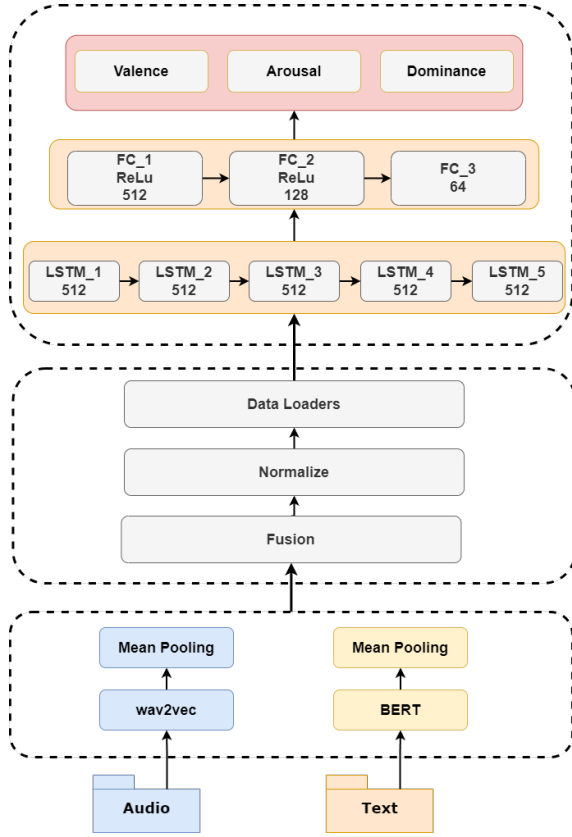 Valence
Arousal
Dominance
FC_1
ReLu
512
FC_2
ReLu
128
FC_3
64
LSTM_1
512
LSTM_2
512
LSTM_3
512
LSTM_4
512
LSTM_5
512
Data Loaders
Normalize
Fusion
Mean Pooling
Mean Pooling
wav2vec
BERT
Audio
Text